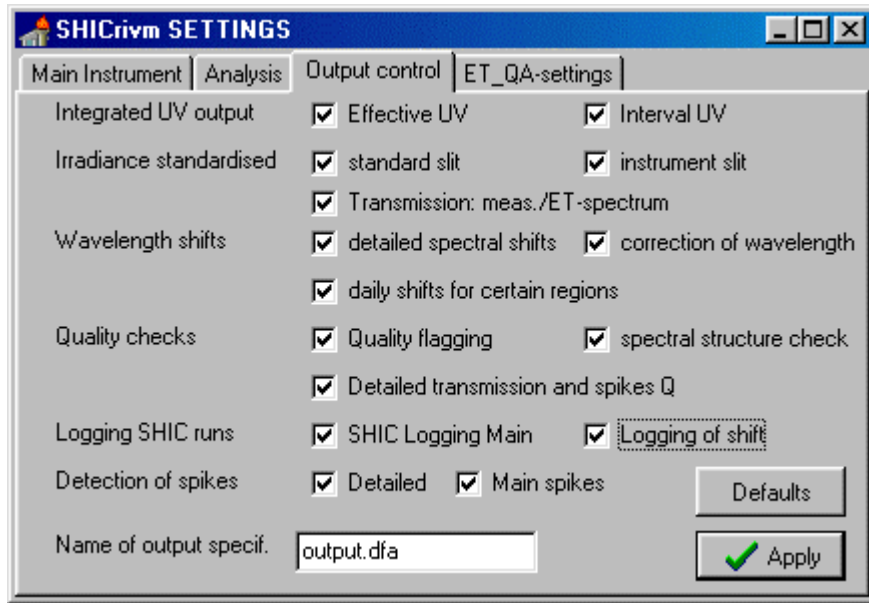 SHICrivm SETTINGS
Main Instrument Analysis Output control ET_QA-settings
Integrated UV output Effective UV Interval UV
Irradiance standardised standard slit instrument slit
Transmission: meas./ET-spectrum
Wavelength shifts detailed spectral shifts correction of wavelength
daily shifts for certain regions
Quality checks Quality flagging spectral structure check
Detailed transmission and spikes Q
Logging SHIC runs SHIC Logging Main Logging of shift
Detection of spikes Detailed Main spikes
Defaults
Name of output specif. output.dfa
Apply